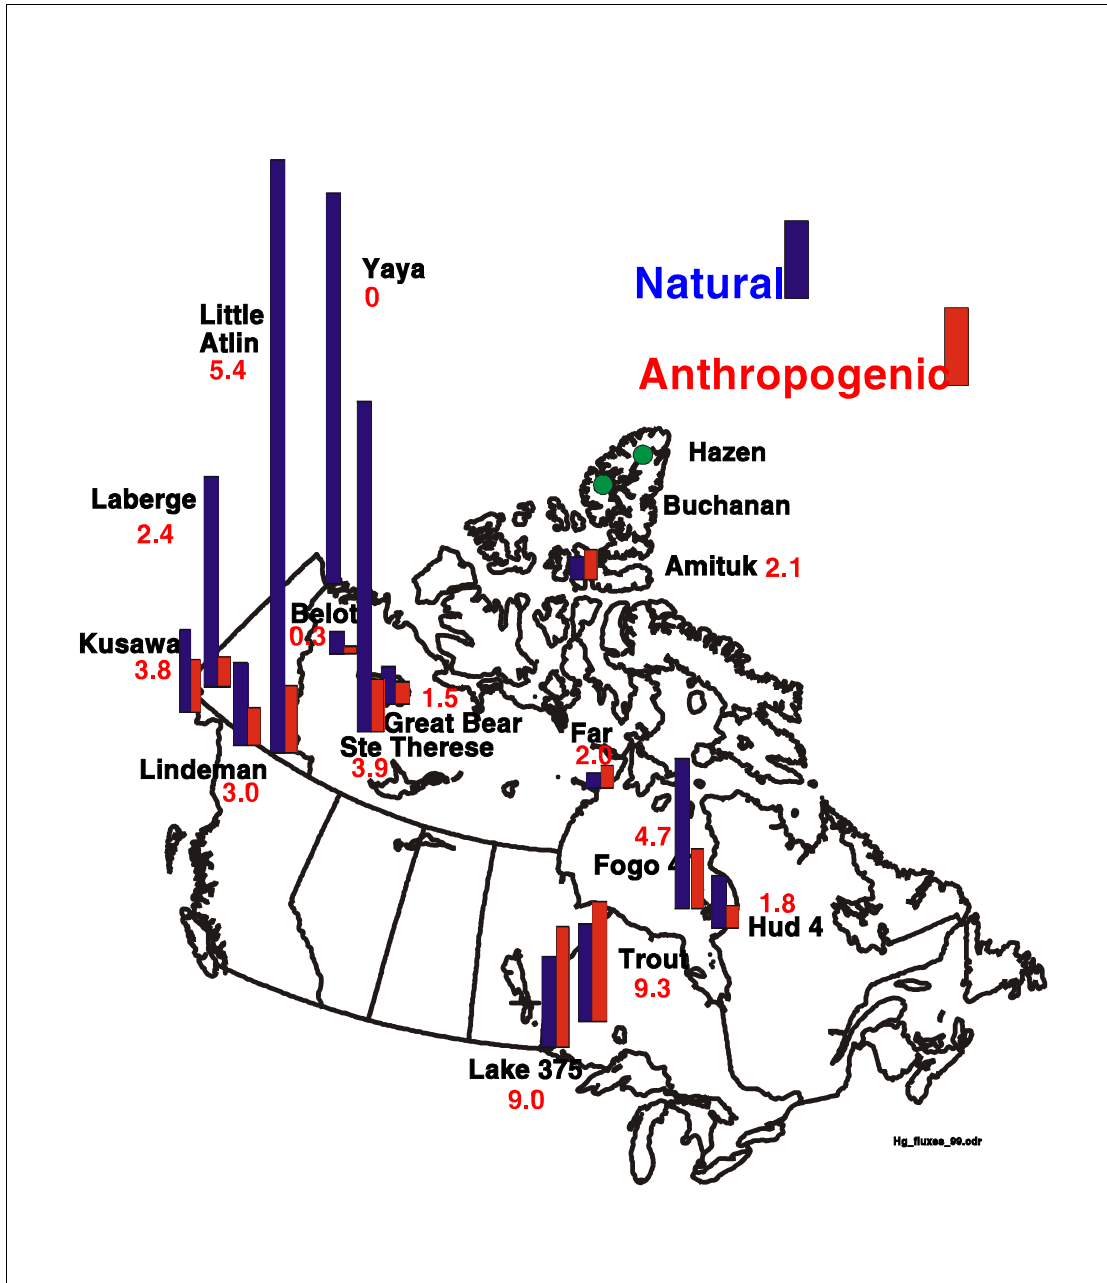 Yaya
0
Natural
Little
Atlin
5.4
Anthropogenic
Hazen
Laberge
2.4
Buchanan
Amituk 2.1
Belot
0.3
Kusawa
3.8
1.5
Great Bear
Ste Therese
3.9
Far
2.0
Lindeman
3.0
4.7
Fogo 4
1.8
Hud 4
Trout
9.3
Lake 375
9.0
Hg_fluxes_99.cdr